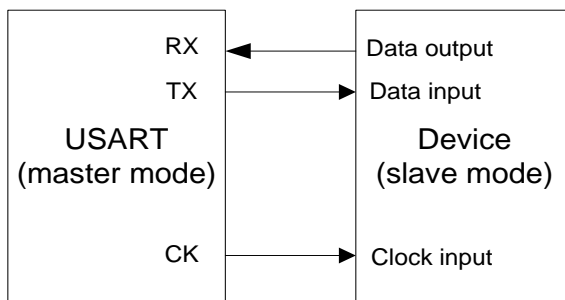 RX
Data output
TX
Data input
USART
(master mode)
Device
(slave mode)
CK
Clock input